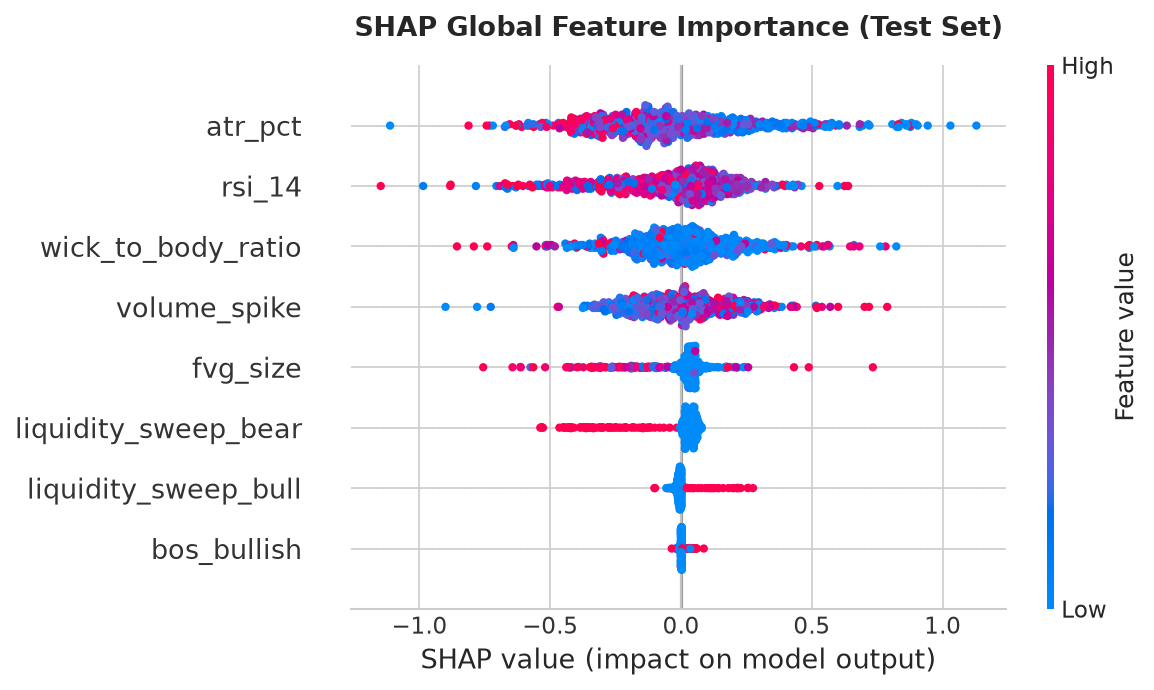 SHAP Global Feature Importance (Test Set)
High
atr_pct
rsi_14
wick_to_body_ratio
volume_spike
fvg_size
liquidity_sweep_bear
liquidity_sweep_bull
bos_bullish
Feature value
Low
−1.0 −0.5 0.0 0.5 1.0
SHAP value (impact on model output)